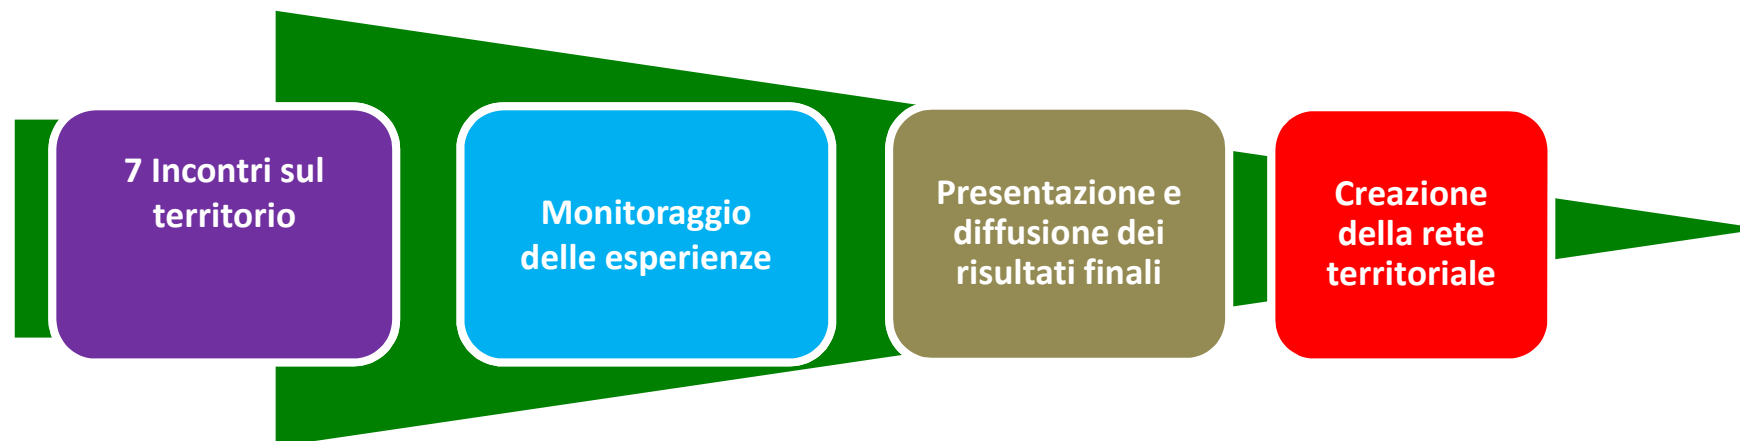 7 Incontri sul
territorio
Monitoraggio
delle esperienze
Presentazione e
diffusione dei
risultati finali
Creazione
della rete
territoriale